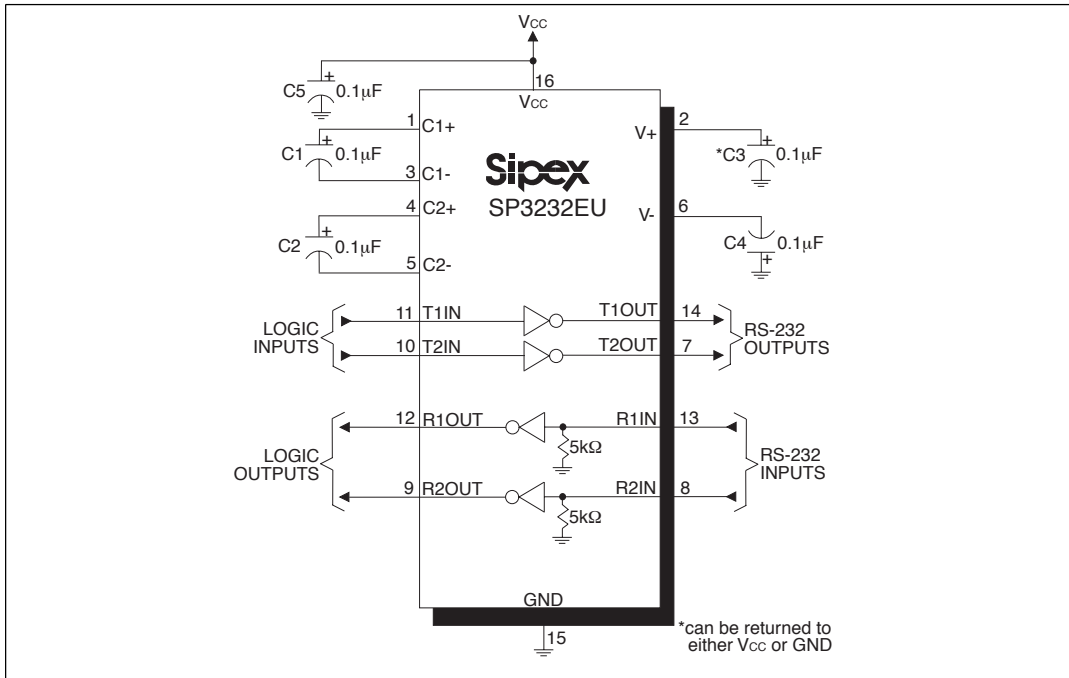 VCC
C5 + 0.1µF
16
VCC
1 C1+
C1 + 0.1µF
3 C1-
4 C2+
C2 + 0.1µF
5 C2-
Sipex
SP3232EU
V+ 2
*C3 + 0.1µF
V- 6
C4 0.1µF +
LOGIC INPUTS
11 T1IN T1OUT 14
10 T2IN T2OUT 7
RS-232 OUTPUTS
LOGIC OUTPUTS
12 R1OUT R1IN 13
5kΩ
9 R2OUT R2IN 8
5kΩ
RS-232 INPUTS
GND
15
*can be returned to
either VCC or GND